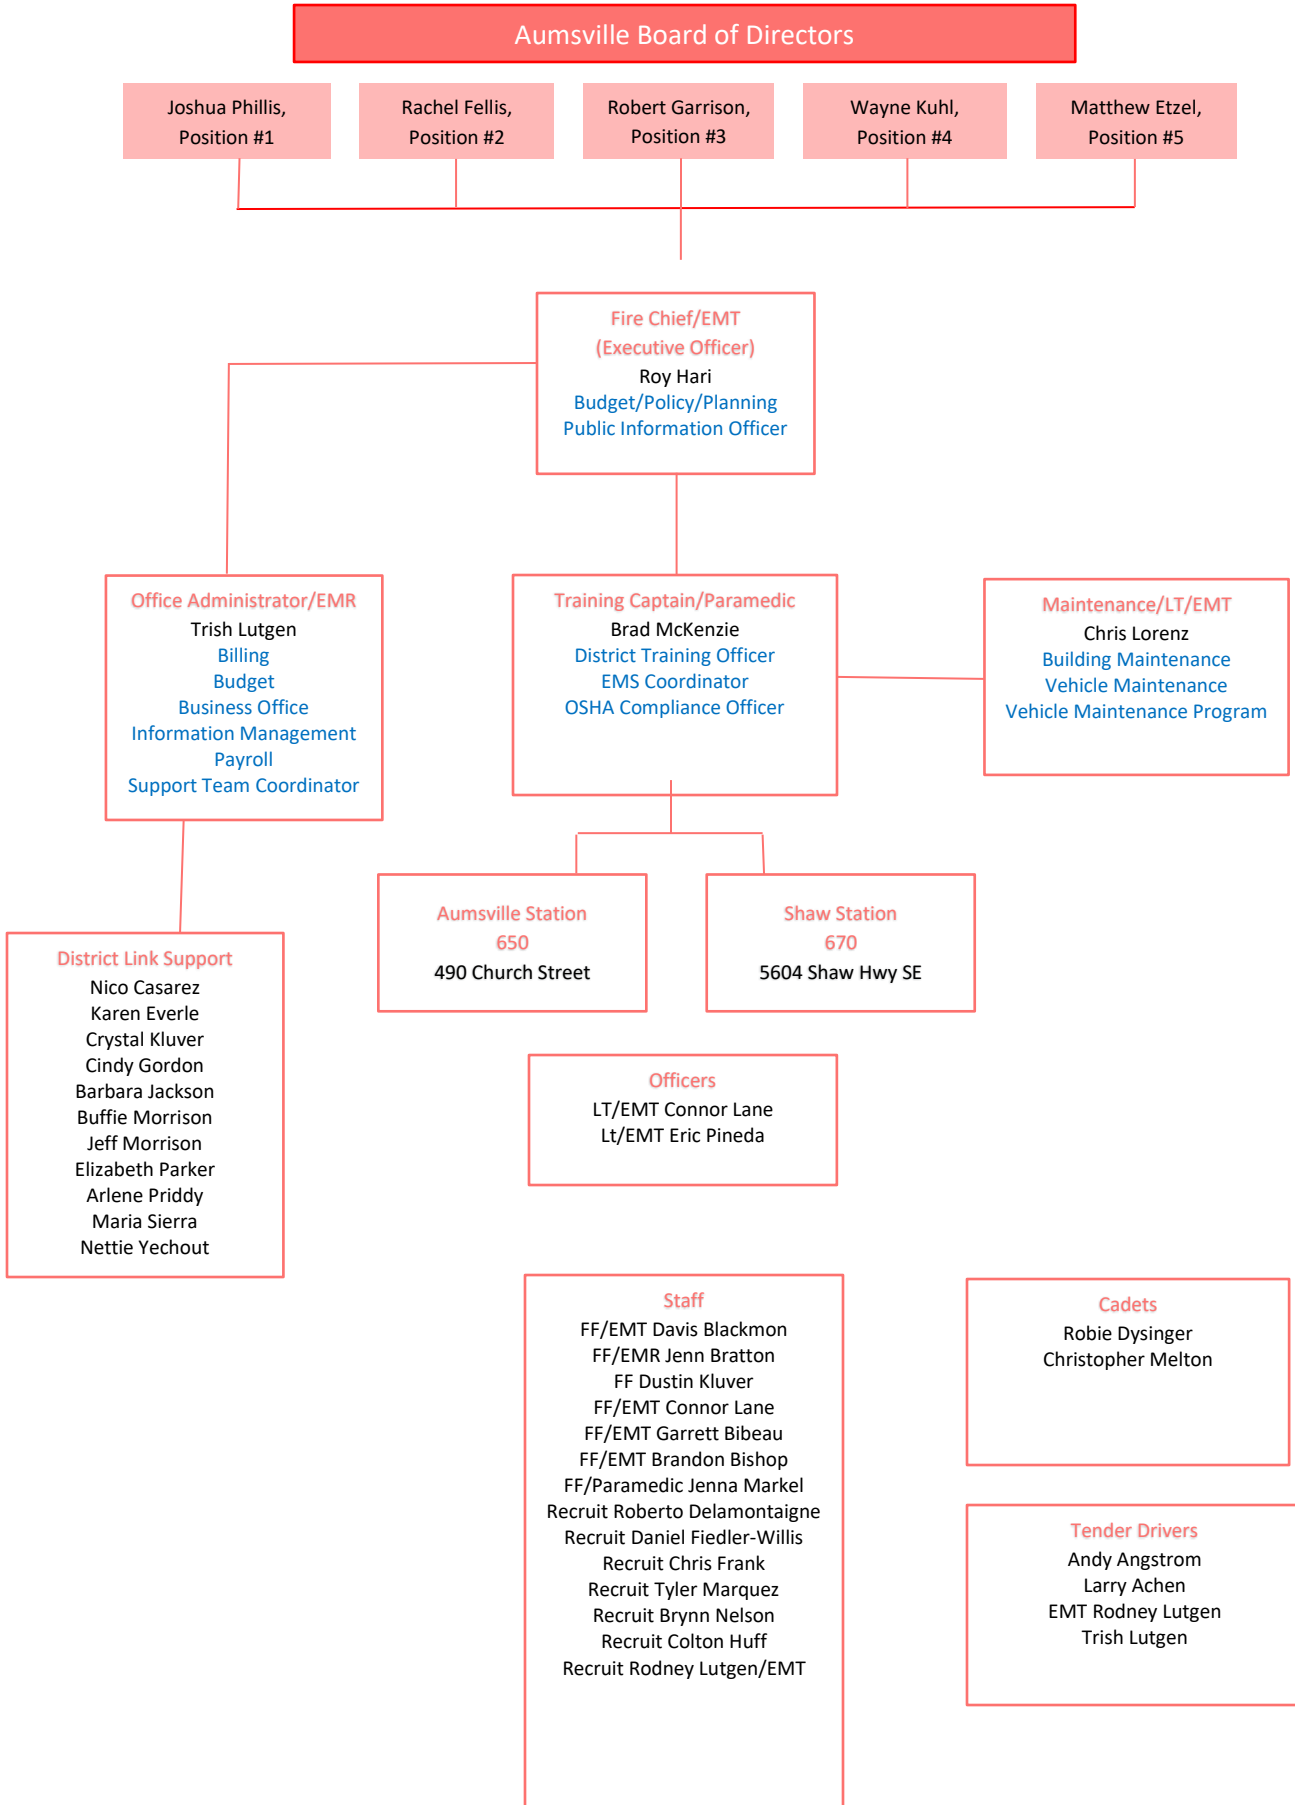 Aumsville Board of Directors
Joshua Phillis,
Position #1
Rachel Fellis,
Position #2
Robert Garrison,
Position #3
Wayne Kuhl,
Position #4
Matthew Etzel,
Position #5
Fire Chief/EMT
(Executive Officer)
Roy Hari
Budget/Policy/Planning
Public Information Officer
Office Administrator/EMR
Trish Lutgen
Billing
Budget
Business Office
Information Management
Payroll
Support Team Coordinator
Training Captain/Paramedic
Brad McKenzie
District Training Officer
EMS Coordinator
OSHA Compliance Officer
Maintenance/LT/EMT
Chris Lorenz
Building Maintenance
Vehicle Maintenance
Vehicle Maintenance Program
Aumsville Station
650
490 Church Street
Shaw Station
670
5604 Shaw Hwy SE
District Link Support
Nico Casarez
Karen Everle
Crystal Kluver
Cindy Gordon
Barbara Jackson
Buffie Morrison
Jeff Morrison
Elizabeth Parker
Arlene Priddy
Maria Sierra
Nettie Yechout
Officers
LT/EMT Connor Lane
Lt/EMT Eric Pineda
Staff
FF/EMT Davis Blackmon
FF/EMR Jenn Bratton
FF Dustin Kluver
FF/EMT Connor Lane
FF/EMT Garrett Bibeau
FF/EMT Brandon Bishop
FF/Paramedic Jenna Markel
Recruit Roberto Delamontaigne
Recruit Daniel Fiedler-Willis
Recruit Chris Frank
Recruit Tyler Marquez
Recruit Brynn Nelson
Recruit Colton Huff
Recruit Rodney Lutgen/EMT
Cadets
Robie Dysinger
Christopher Melton
Tender Drivers
Andy Angstrom
Larry Achen
EMT Rodney Lutgen
Trish Lutgen